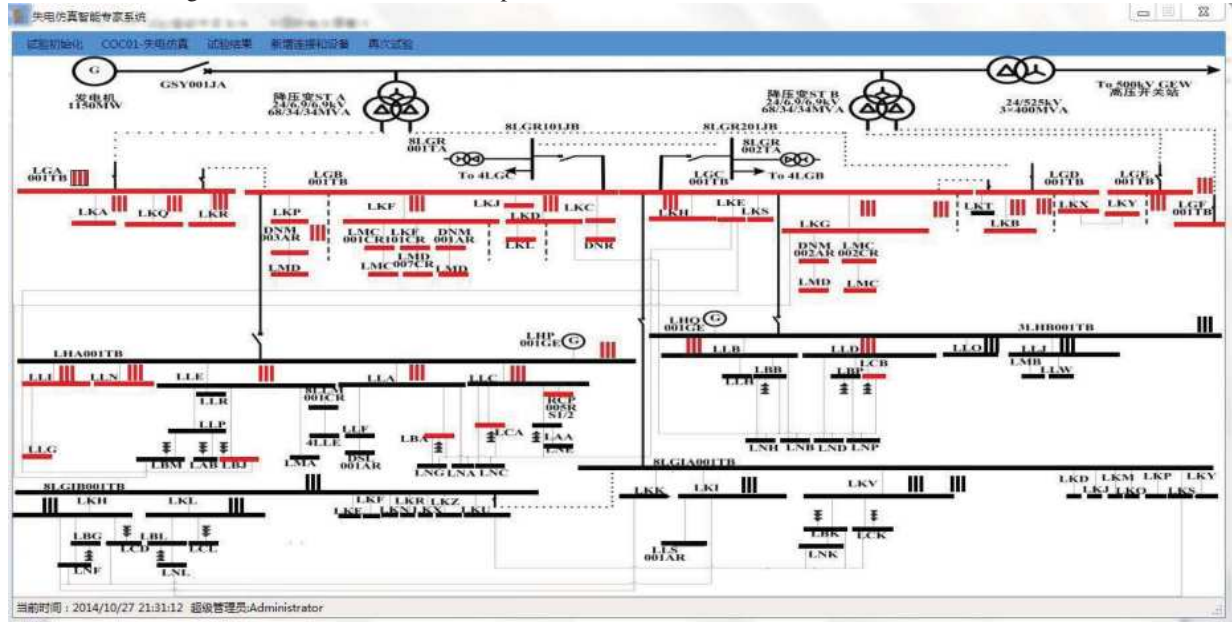 失电仿真智能专家系统
试验初始化 COC01-失电仿真 试验结果 新增连接和设备 再次试验
G
GSY001JA
发电机
1150MW
降压变ST A
24/6.9/6.9kV
68/34/34MVA
降压变ST B
24/6.9/6.9kV
68/34/34MVA
24/525kV
3×400MVA
To 500kV GEW
高压开关站
8LGR101JB
8LGR201JB
8LGR
001TA
8LGR
002TA
To 4LGC
To 4LGB
LGA
001TB
LGB
001TB
LGC
001TB
LGD
001TB
LGE
001TB
LGF
001TB
LKA
LKQ
LKR
LKP
LKF
LKJ
LKD
LKC
LKH
LKE
LKS
LKG
LKT
LKB
LKX
LKY
DNM
003AR
LMD
LMC
001CR
LKF
101CR
DNM
001AR
LMC
LMD
007CR
LMD
LKL
DNR
DNM
002AR
LMC
002CR
LMD
LMC
LHP
001GE
G
LHQ
001GE
G
LHA001TB
3LHB001TB
LLI
LLN
LLE
LLA
LLC
LLB
LLD
LLO
LLJ
LLR
8LLM
001CR
RCP
005R
S1/2
LLH
LBB
LBP
LCB
LMB
LLW
LLG
LLP
4LLE
LLF
LBA
LCA
LAA
LNE
LBM
LAB
LBJ
LMA
DSL
001AR
LNG
LNA
LNC
LNH
LNB
LND
LNP
8LGIA001TB
8LGIB001TB
LKH
LKL
LKF
LKR
LKZ
LKE
LKN
LKX
LKU
LKK
LKI
LKV
LKD
LKM
LKP
LKY
LKJ
LKO
LKS
LBG
LCD
LBL
LCL
LNF
LNL
LLS
001AR
LBK
LCK
LNK
当前时间：2014/10/27 21:31:12 超级管理员:Administrator